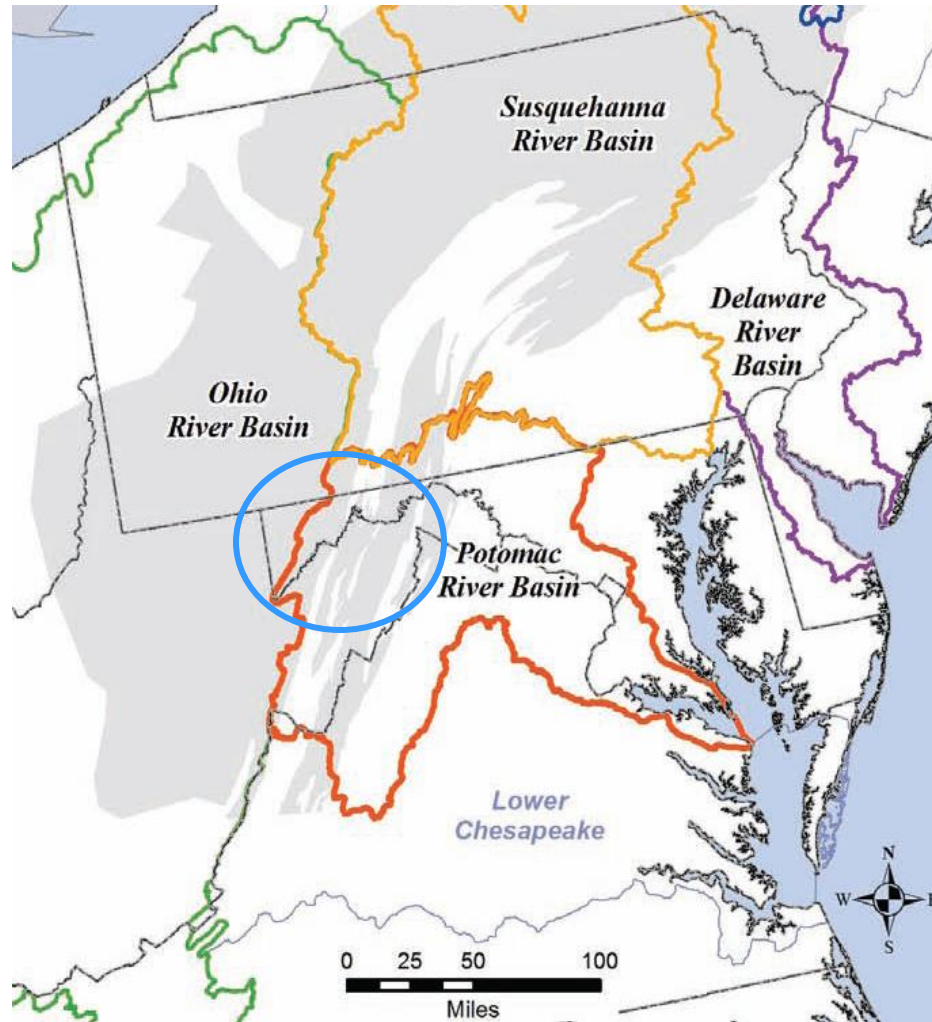 Susquehanna
River Basin
Delaware
River
Basin
Ohio
River Basin
Potomac
River Basin
Lower
Chesapeake
N
W
E
S
0 25 50 100
Miles